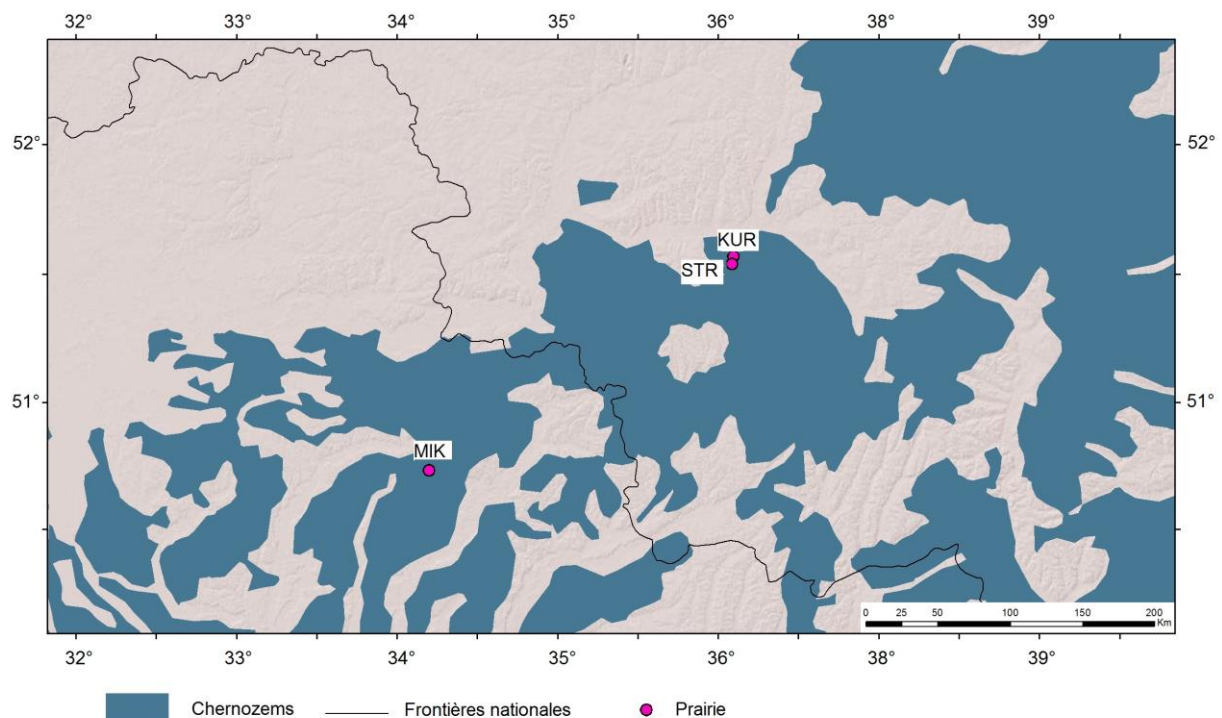 32° 33° 34° 35° 36° 38° 39°
52° 52°
KUR
STR
51° 51°
MIK
0 25 50 100 150 200
Km
32° 33° 34° 35° 36° 38° 39°
Chernozems Frontières nationales Prairie